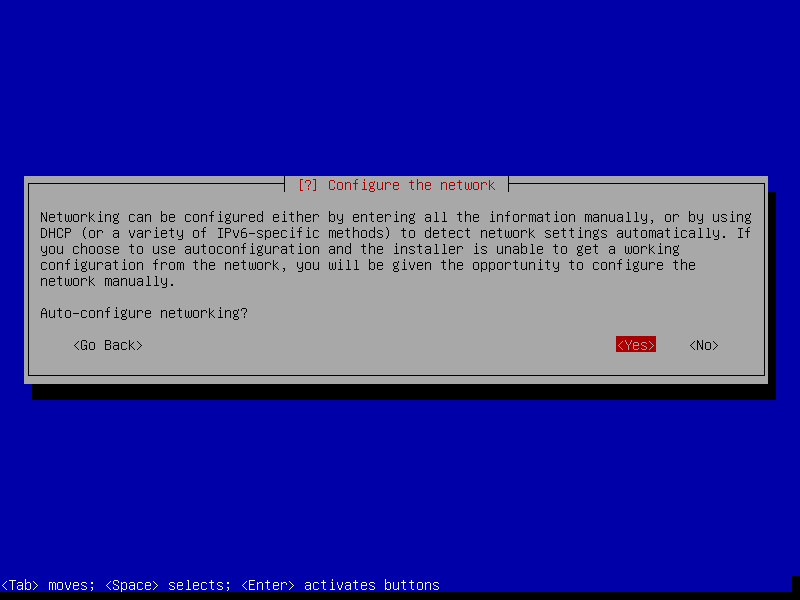 [?] Configure the network
Networking can be configured either by entering all the information manually, or by using
DHCP (or a variety of IPv6-specific methods) to detect network settings automatically. If
you choose to use autoconfiguration and the installer is unable to get a working
configuration from the network, you will be given the opportunity to configure the
network manually.
Auto-configure networking?
<Go Back> <Yes> <No>
<Tab> moves; <Space> selects; <Enter> activates buttons